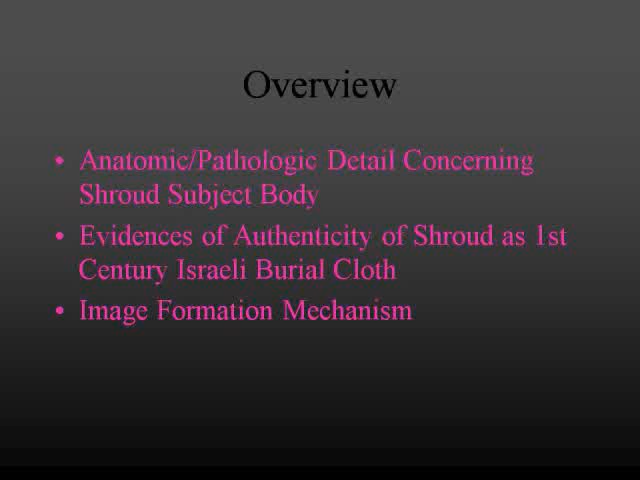 Overview
• Anatomic/Pathologic Detail Concerning
Shroud Subject Body
• Evidences of Authenticity of Shroud as 1st
Century Israeli Burial Cloth
• Image Formation Mechanism